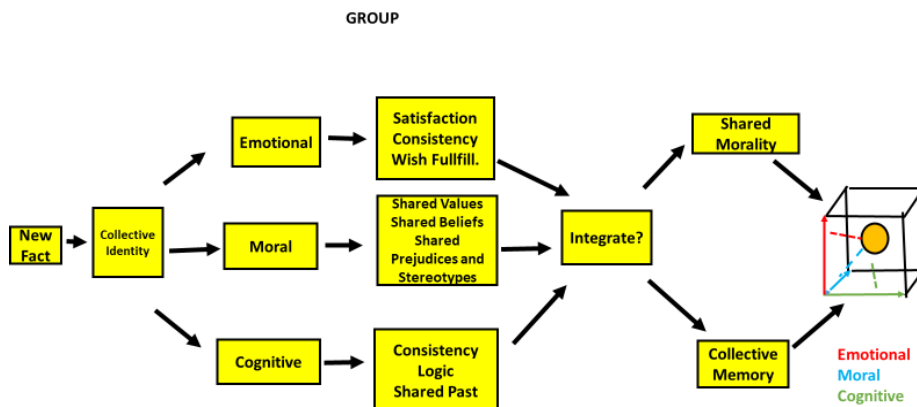 GROUP
Emotional
Satisfaction
Consistency
Wish Fullfill.
Shared
Morality
New
Fact
Collective
Identity
Moral
Shared Values
Shared Beliefs
Shared
Prejudices and
Stereotypes
Integrate?
Cognitive
Consistency
Logic
Shared Past
Collective
Memory
Emotional
Moral
Cognitive